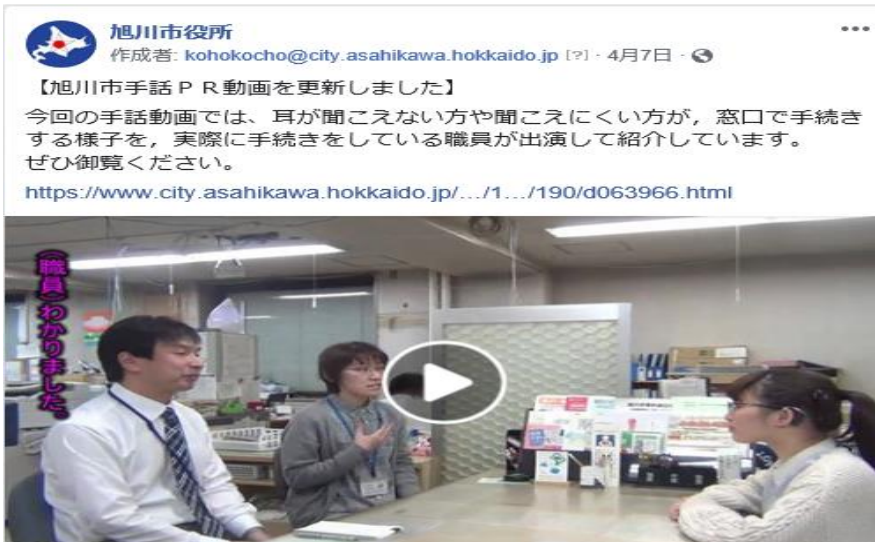 旭川市役所
作成者: kohokocho@city.asahikawa.hokkaido.jp [?] · 4月7日 ·
【旭川市手話ＰＲ動画を更新しました】
今回の手話動画では、耳が聞こえない方や聞こえにくい方が，窓口で手続き
する様子を，実際に手続きをしている職員が出演して紹介しています。
ぜひ御覧ください。
https://www.city.asahikawa.hokkaido.jp/.../1.../190/d063966.html
（職員）わかりました。